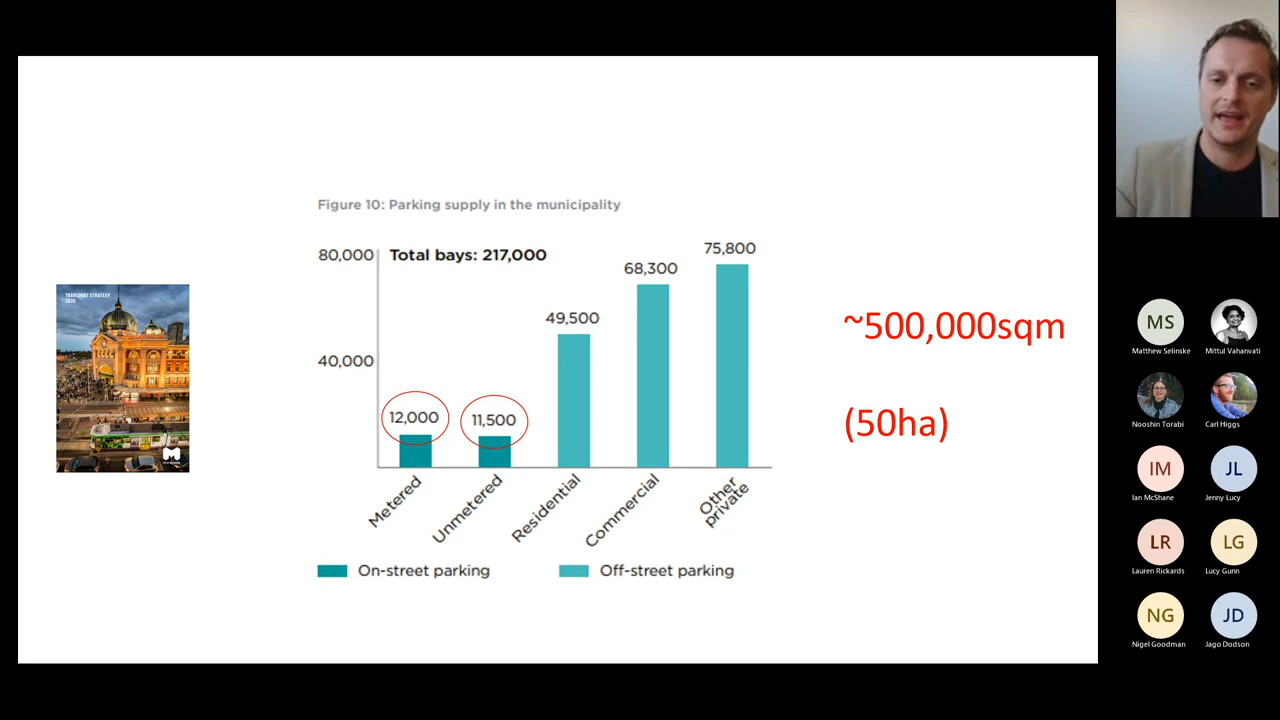 Figure 10: Parking supply in the municipality
80,000
Total bays: 217,000
75,800
68,300
49,500
40,000
12,000
11,500
Metered
Unmetered
Residential
Commercial
Other
private
On-street parking
Off-street parking
TRANSPORT STRATEGY
2030
~500,000sqm
(50ha)
MS
Matthew Selinske
Mittul Vahanvati
Nooshin Torabi
Carl Higgs
IM
Ian McShane
JL
Jenny Lucy
LR
Lauren Rickards
LG
Lucy Gunn
NG
Nigel Goodman
JD
Jago Dodson